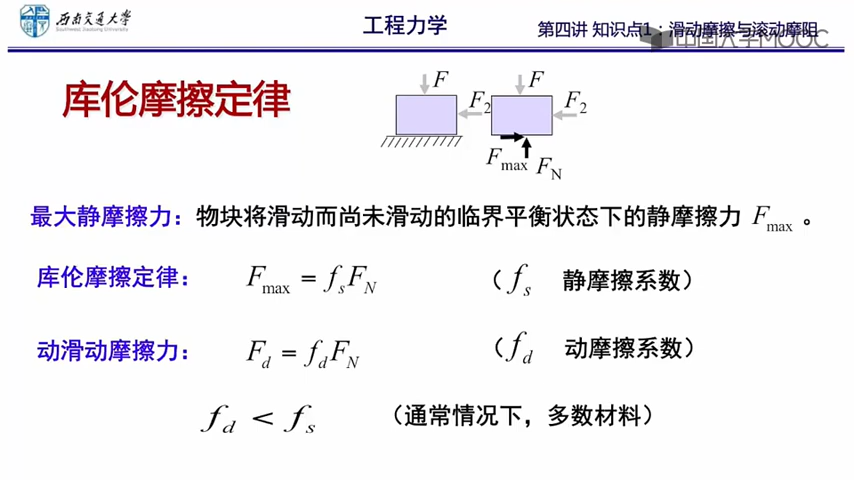 西南交通大学
Southwest Jiaotong University
工程力学
第四讲 知识点1：滑动摩擦与滚动摩阻
中国大学MOOC
库伦摩擦定律
F F
F2 F2
Fmax FN
最大静摩擦力：物块将滑动而尚未滑动的临界平衡状态下的静摩擦力 Fmax 。
库伦摩擦定律： Fmax = fsFN （fs 静摩擦系数）
动滑动摩擦力： Fd = fdFN （fd 动摩擦系数）
fd < fs （通常情况下，多数材料）